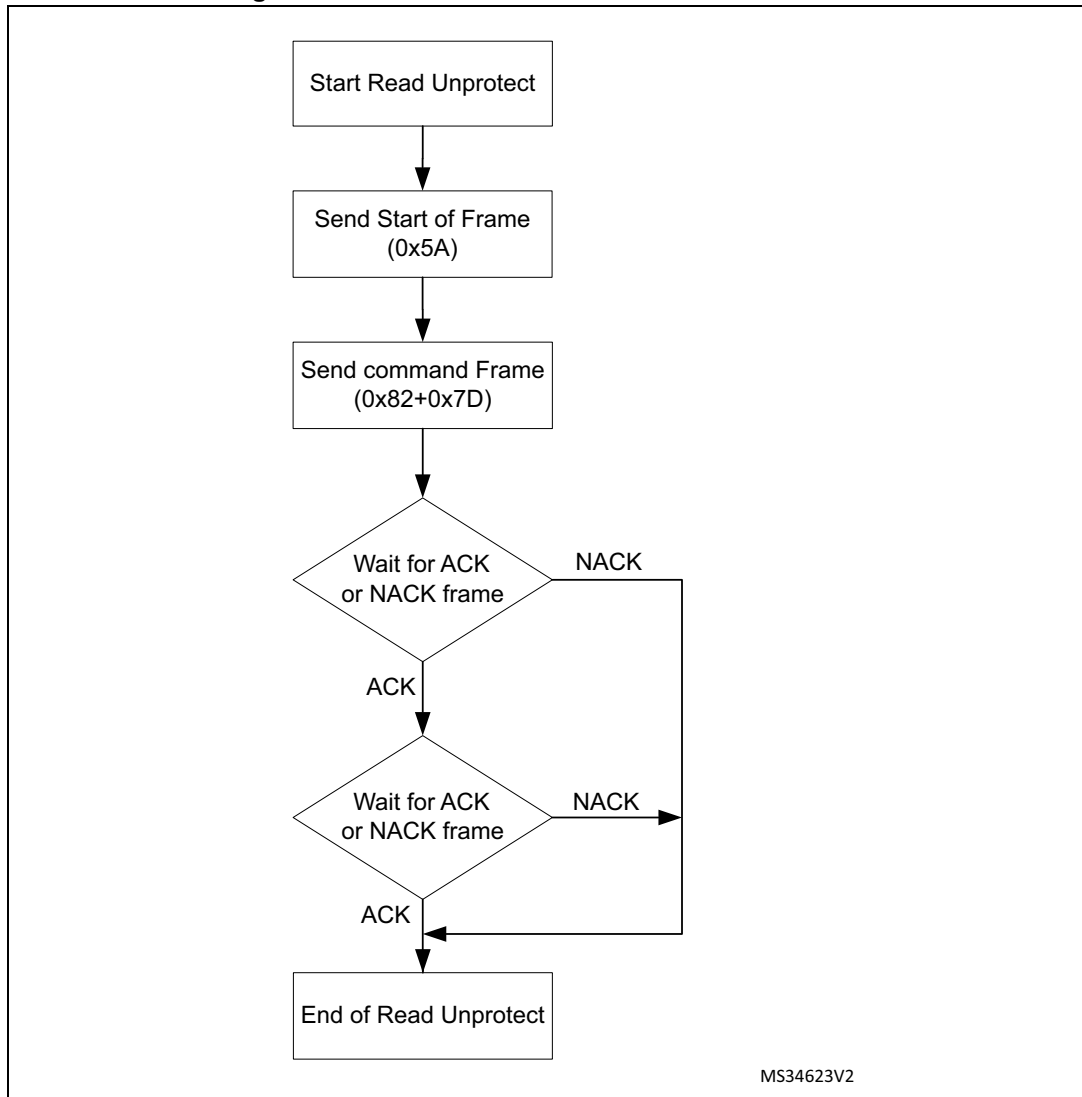 Start Read Unprotect
Send Start of Frame
(0x5A)
Send command Frame
(0x82+0x7D)
Wait for ACK
or NACK frame
NACK
ACK
Wait for ACK
or NACK frame
NACK
ACK
End of Read Unprotect
MS34623V2